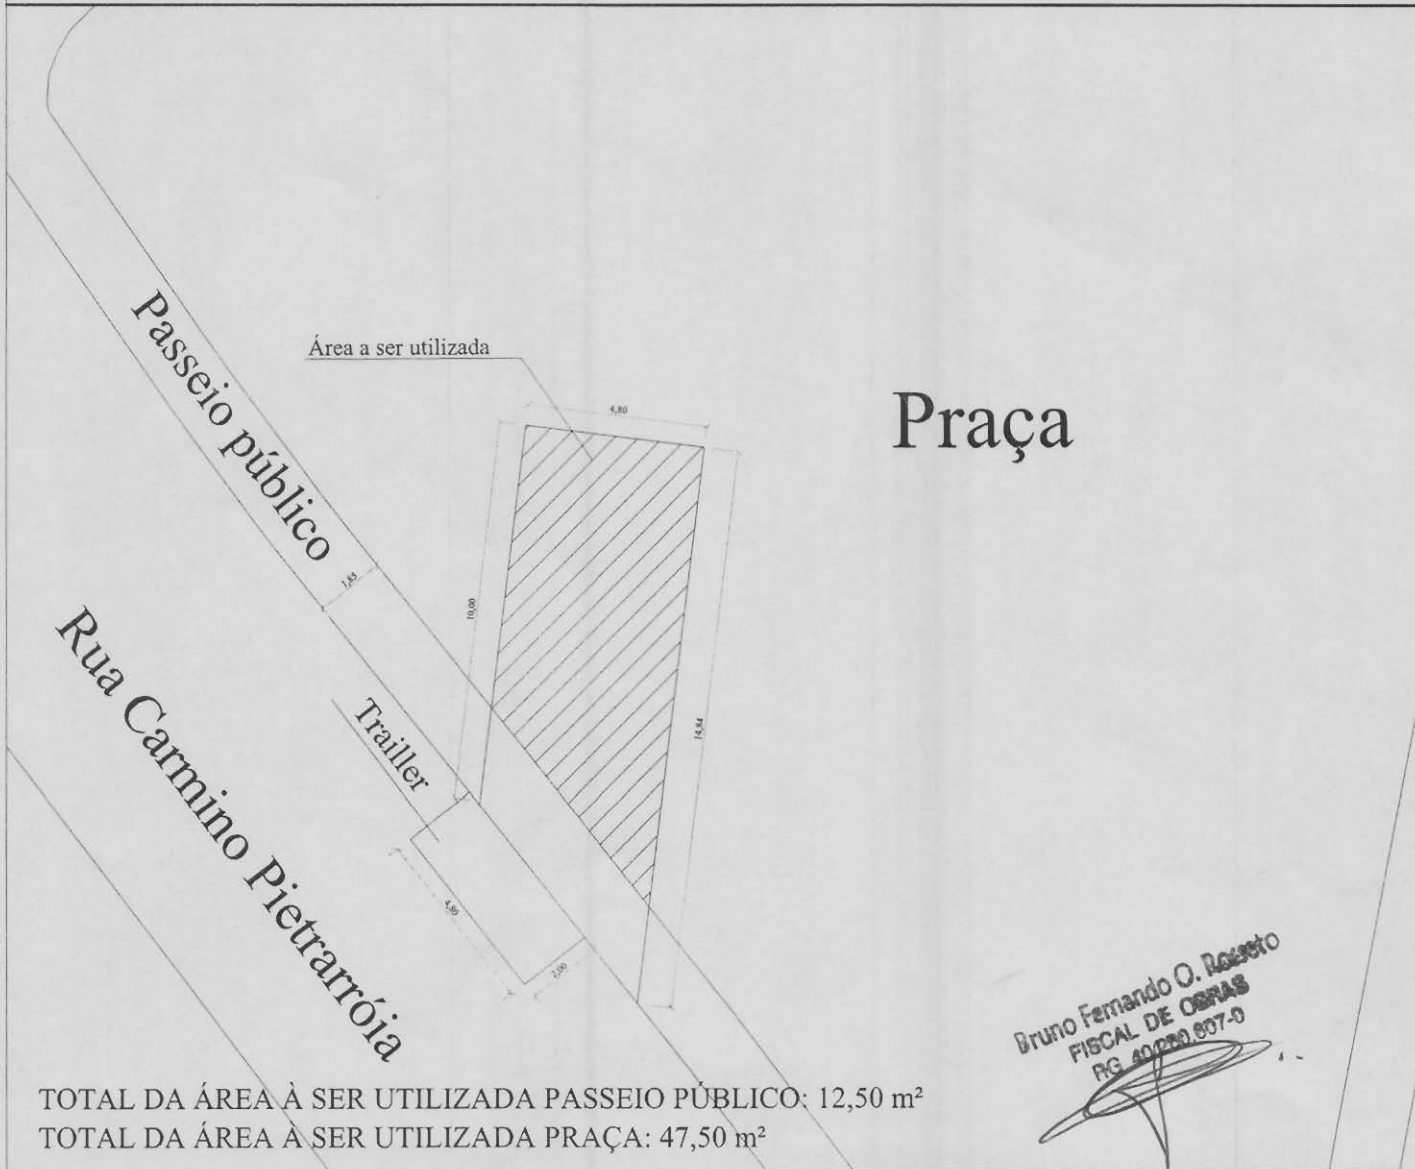 Passeio público
Área a ser utilizada
4,80
Praça
1,85
10,00
Rua Carmino Pietrarróia
Trailler
14,84
4,80
2,00
Bruno Fernando O. Rosseto
FISCAL DE OBRAS
RG.
TOTAL DA ÁREA À SER UTILIZADA PASSEIO PÚBLICO: 12,50 m²
TOTAL DA ÁREA À SER UTILIZADA PRAÇA: 47,50 m²